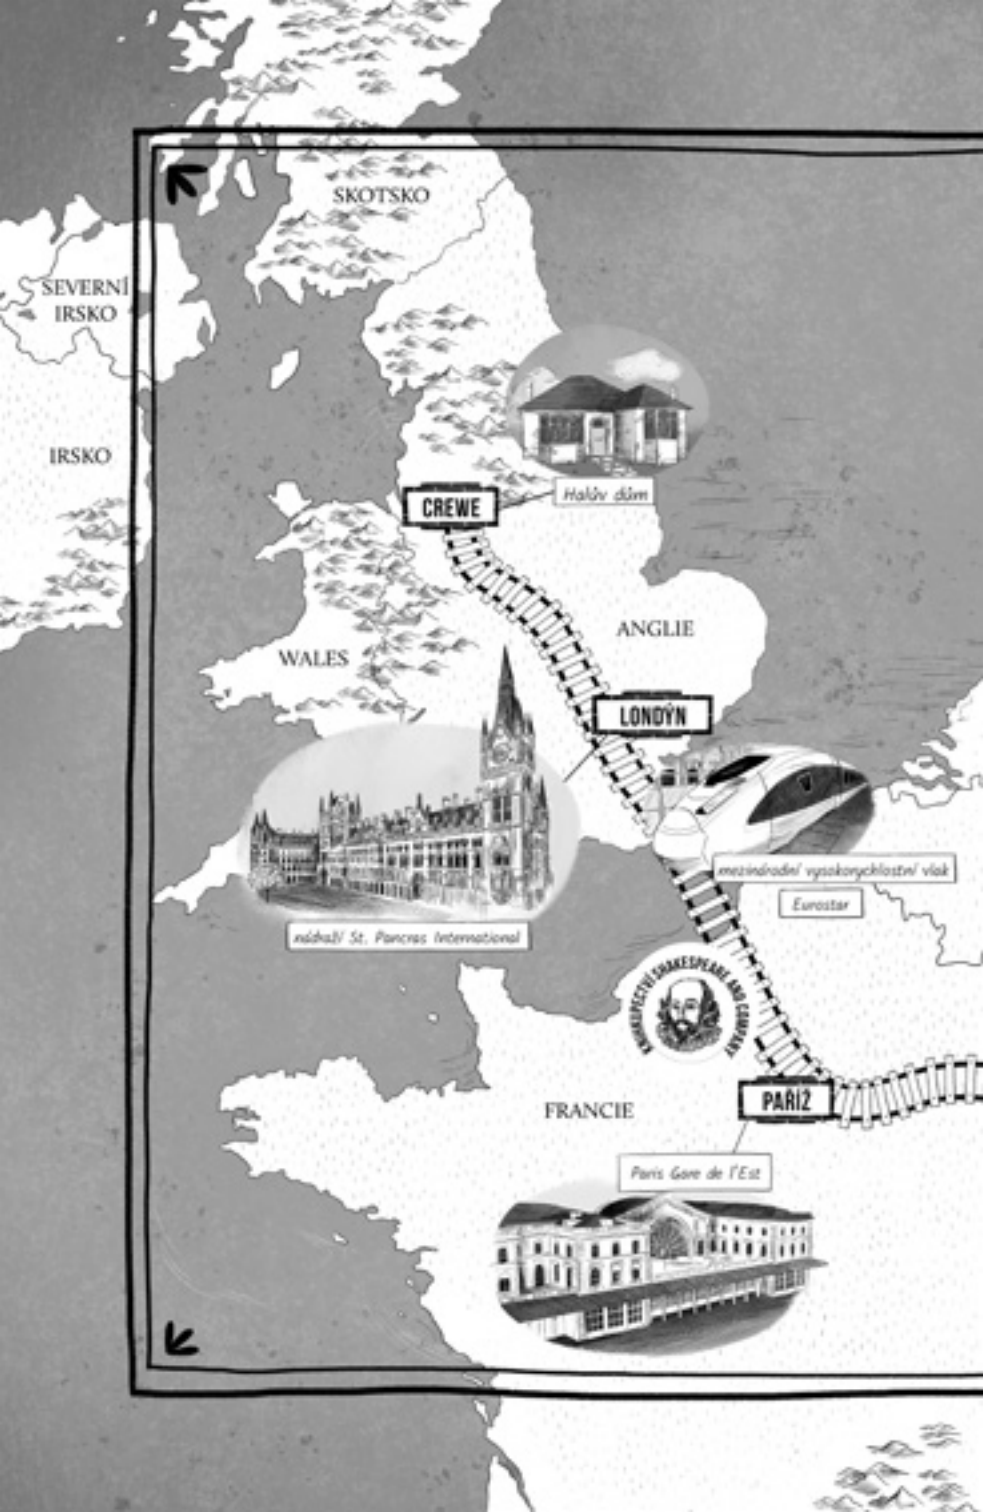 SKOTSKO
SEVERNÍ
IRSKO
IRSKO
Halův dům
CREWE
ANGLIE
WALES
LONDÝN
mezinárodní vysokorychlostní vlak
Eurostar
nádraží St. Pancras International
KNIHKUPECTVÍ SHAKESPEARE AND COMPANY
PAŘÍŽ
FRANCIE
Paris Gare de l'Est